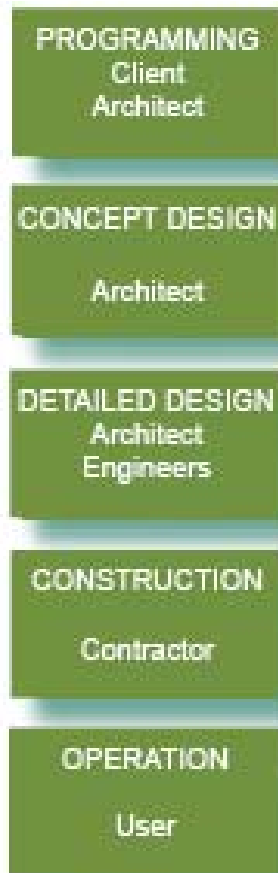 PROGRAMMING
Client
Architect
CONCEPT DESIGN
Architect
DETAILED DESIGN
Architect
Engineers
CONSTRUCTION
Contractor
OPERATION
User